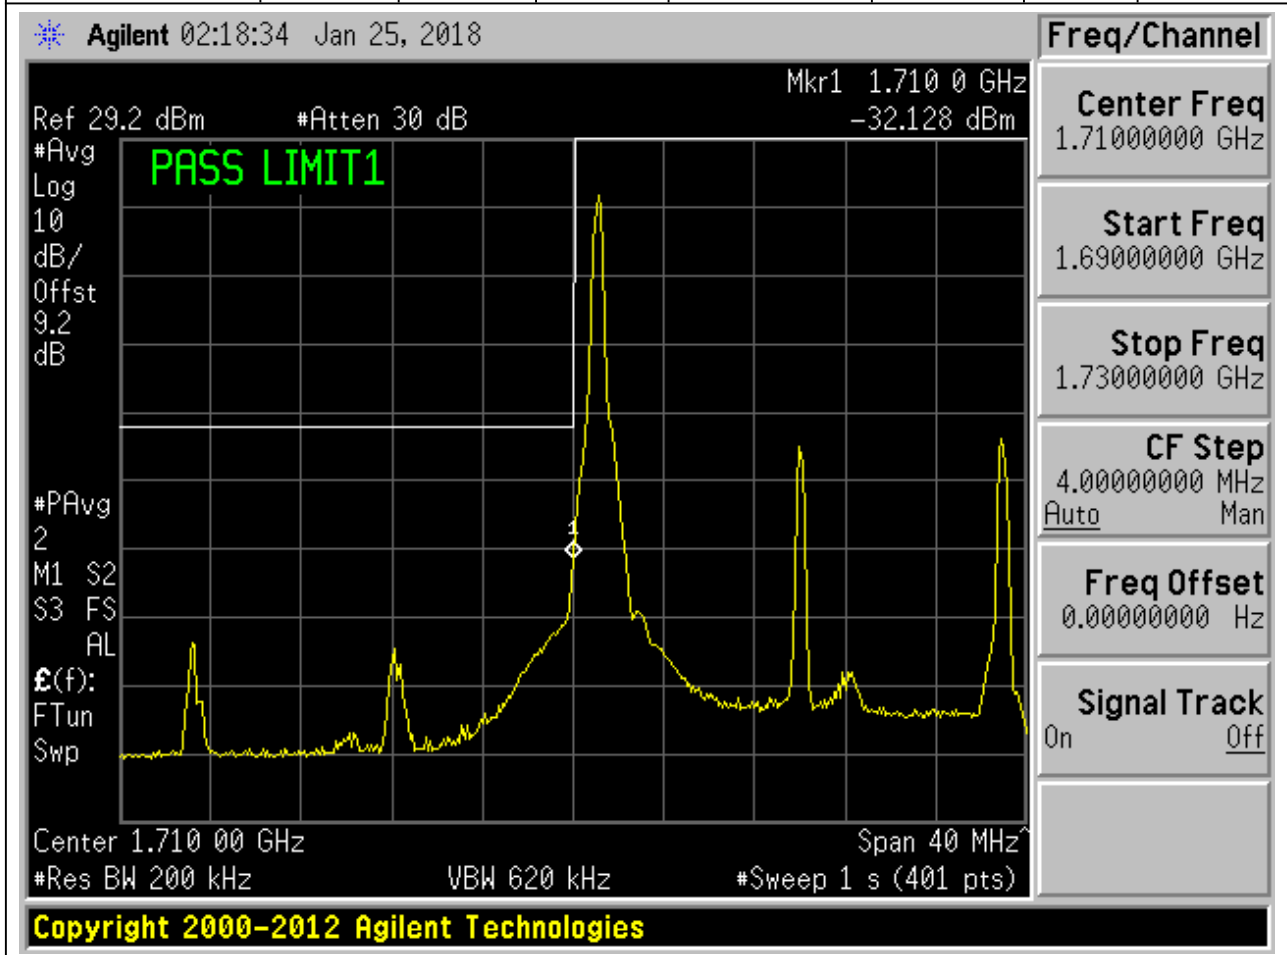 Agilent 02:18:34 Jan 25, 2018
Freq/Channel
Mkr1 1.710 0 GHz
Ref 29.2 dBm #Atten 30 dB -32.128 dBm
#Avg
Log
10
dB/
Offst
9.2
dB
PASS LIMIT1
1
#PAvg
2
M1 S2
S3 FS
AL
£(f):
FTun
Swp
Center 1.710 00 GHz Span 40 MHz^
#Res BW 200 kHz VBW 620 kHz #Sweep 1 s (401 pts)
Center Freq
1.71000000 GHz
Start Freq
1.69000000 GHz
Stop Freq
1.73000000 GHz
CF Step
4.00000000 MHz
Auto Man
Freq Offset
0.00000000 Hz
Signal Track
On Off
Copyright 2000-2012 Agilent Technologies